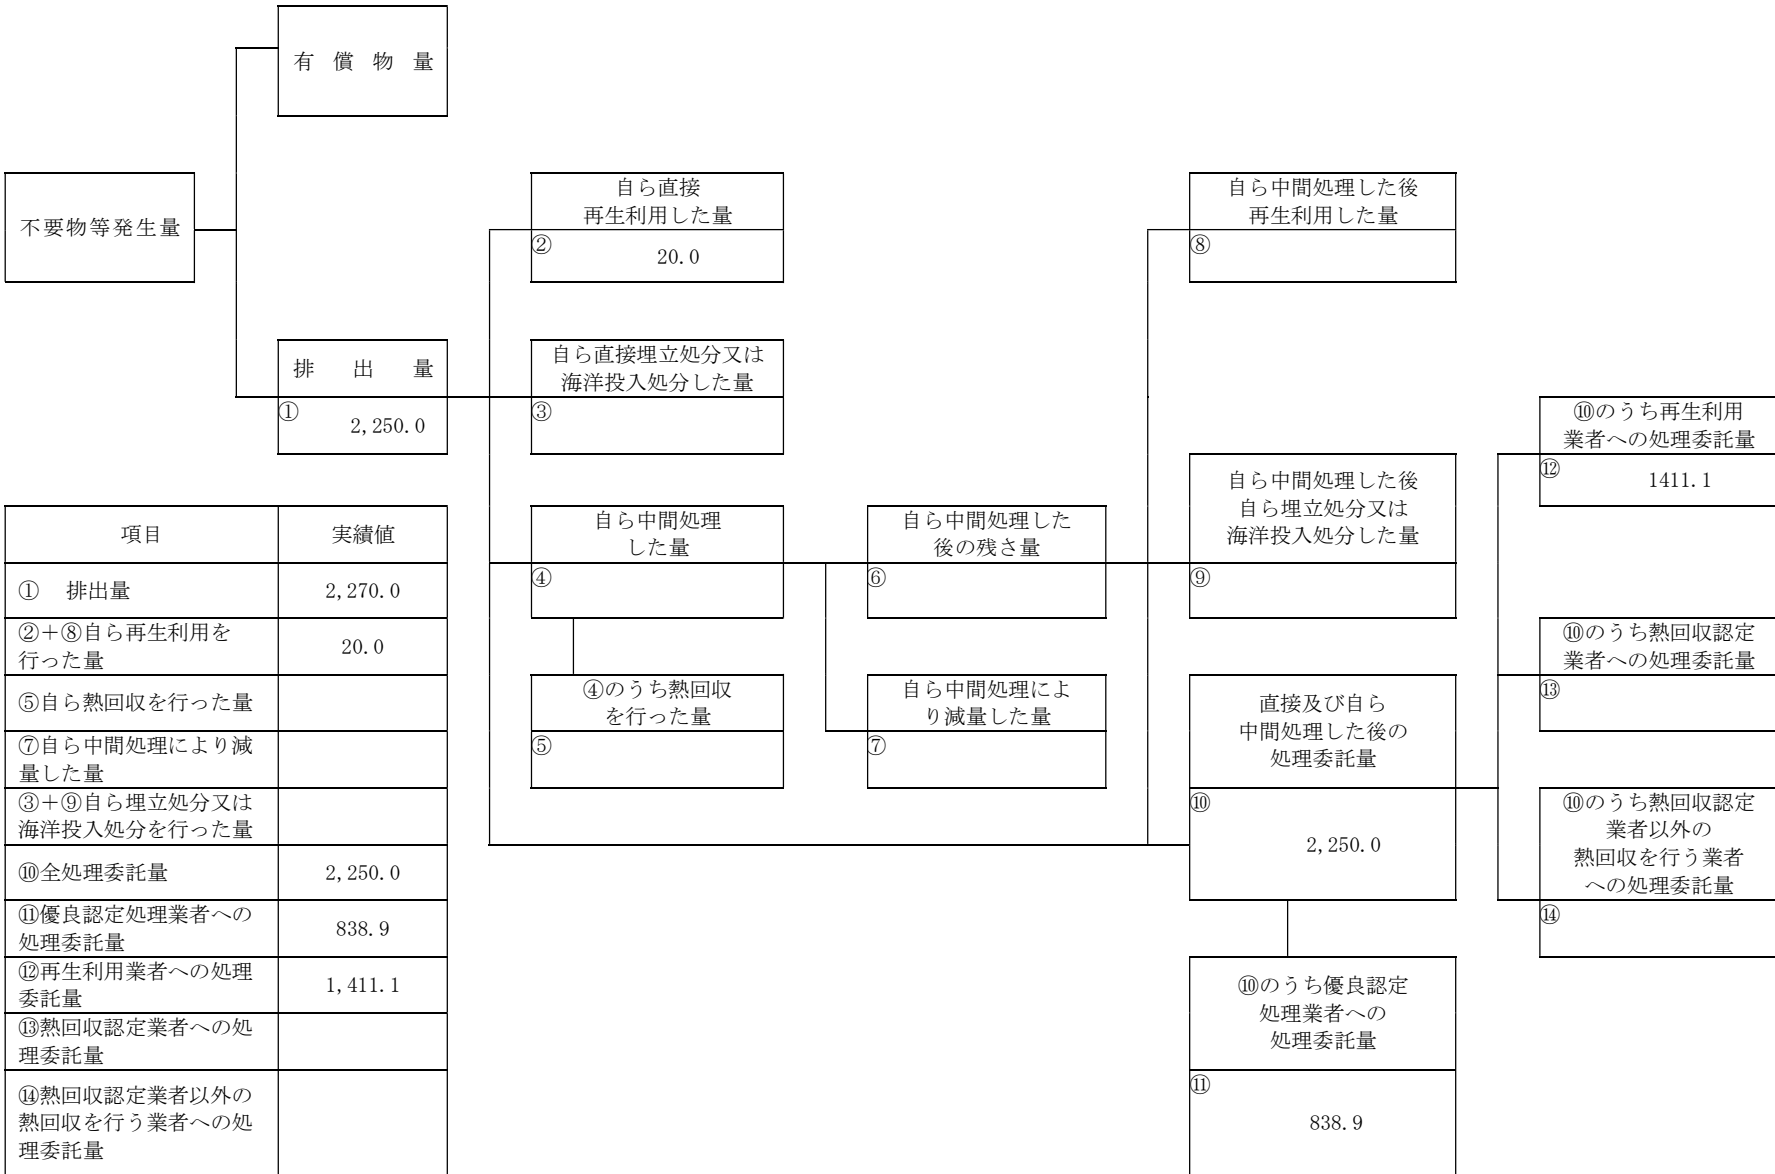 有 償 物 量
不要物等発生量
自ら直接
再生利用した量
②
20.0
自ら中間処理した後
再生利用した量
⑧
排 出 量
①
2,250.0
自ら直接埋立処分又は
海洋投入処分した量
③
⑩のうち再生利用
業者への処理委託量
⑫
1411.1
自ら中間処理
した量
④
自ら中間処理した
後の残さ量
⑥
自ら中間処理した後
自ら埋立処分又は
海洋投入処分した量
⑨
⑩のうち熱回収認定
業者への処理委託量
⑬
④のうち熱回収
を行った量
⑤
自ら中間処理によ
り減量した量
⑦
直接及び自ら
中間処理した後の
処理委託量
⑩
2,250.0
⑩のうち熱回収認定
業者以外の
熱回収を行う業者
への処理委託量
⑭
⑩のうち優良認定
処理業者への
処理委託量
⑪
838.9
項目 実績値
① 排出量 2,270.0
②+⑧自ら再生利用を
行った量 20.0
⑤自ら熱回収を行った量
⑦自ら中間処理により減
量した量
③+⑨自ら埋立処分又は
海洋投入処分を行った量
⑩全処理委託量 2,250.0
⑪優良認定処理業者への
処理委託量 838.9
⑫再生利用業者への処理
委託量 1,411.1
⑬熱回収認定業者への処
理委託量
⑭熱回収認定業者以外の
熱回収を行う業者への処
理委託量